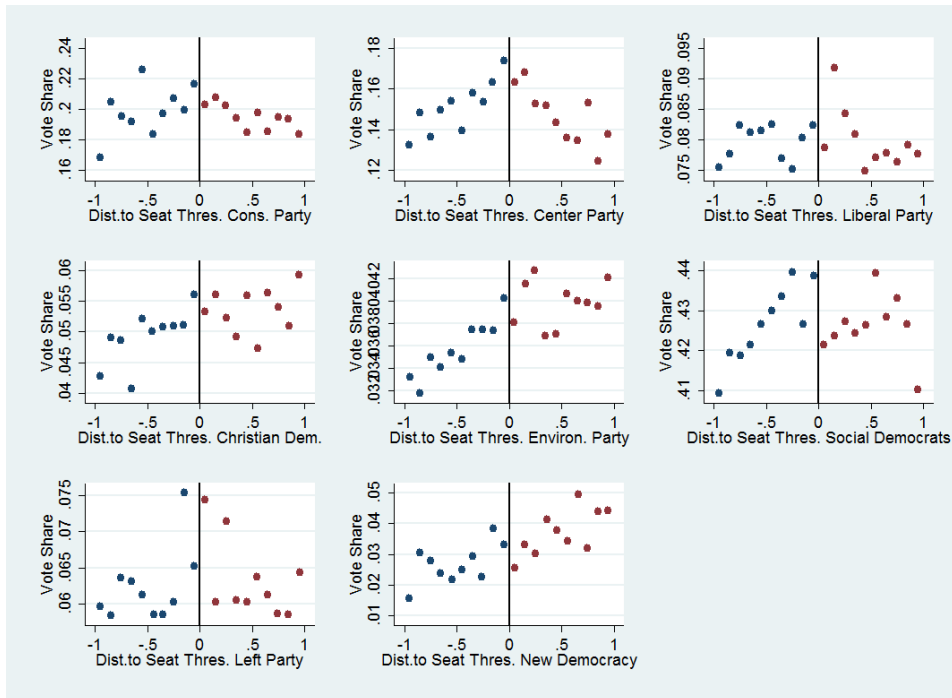 Vote Share
.16 .18 .2 .22 .24
-1 -.5 0 .5 1
Dist.to Seat Thres. Cons. Party
Vote Share
.12 .14 .16 .18
-1 -.5 0 .5 1
Dist.to Seat Thres. Center Party
Vote Share
.075 .08 .085 .09 .095
-1 -.5 0 .5 1
Dist.to Seat Thres. Liberal Party
Vote Share
.04 .045 .05 .055 .06
-1 -.5 0 .5 1
Dist.to Seat Thres. Christian Dem.
Vote Share
.032.034.036.038.04.042
-1 -.5 0 .5 1
Dist.to Seat Thres. Environ. Party
Vote Share
.41 .42 .43 .44
-1 -.5 0 .5 1
Dist.to Seat Thres. Social Democrats
Vote Share
.06 .065 .07 .075
-1 -.5 0 .5 1
Dist.to Seat Thres. Left Party
Vote Share
.01 .02 .03 .04 .05
-1 -.5 0 .5 1
Dist.to Seat Thres. New Democracy